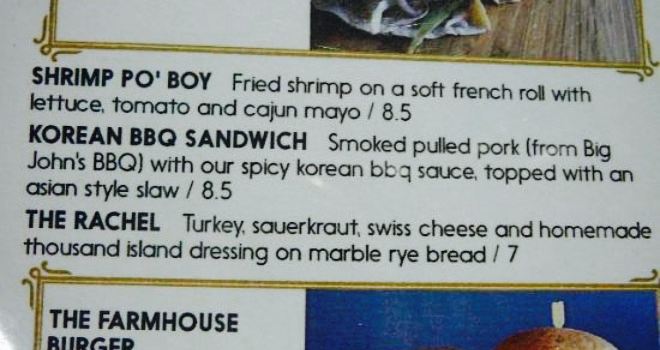 SHRIMP PO' BOY Fried shrimp on a soft french roll with
lettuce, tomato and cajun mayo / 8.5
KOREAN BBQ SANDWICH Smoked pulled pork (from Big
John's BBQ) with our spicy korean bbq sauce, topped with an
asian style slaw / 8.5
THE RACHEL Turkey, sauerkraut, swiss cheese and homemade
thousand island dressing on marble rye bread / 7
THE FARMHOUSE
BURGER